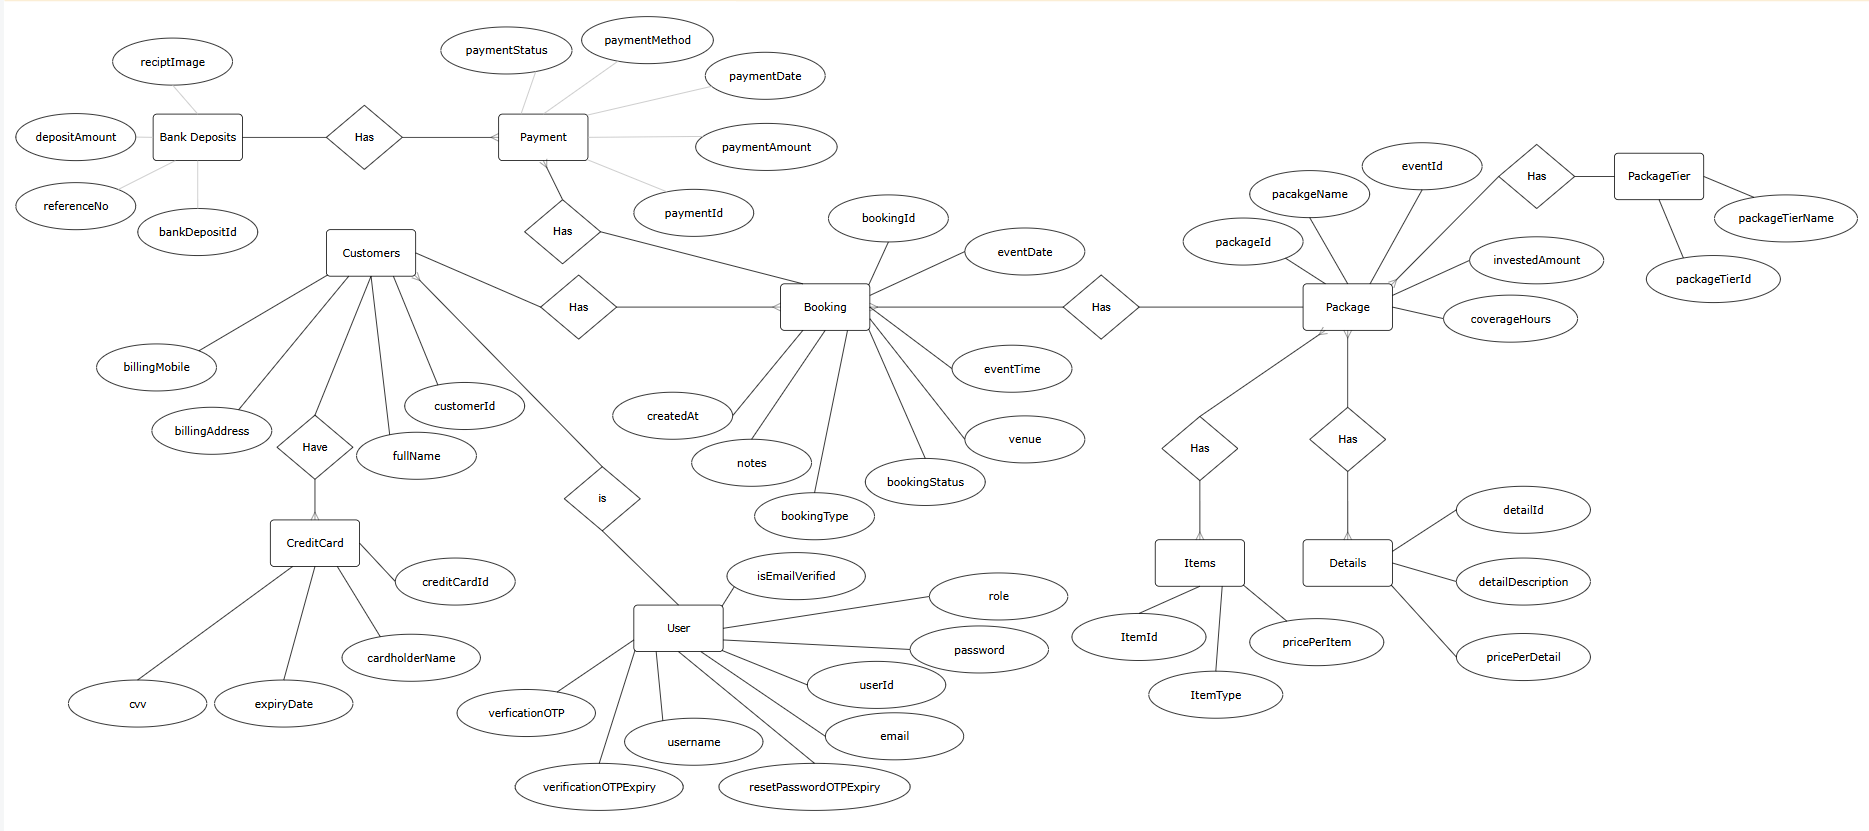 paymentStatus
paymentMethod
reciptImage
paymentDate
depositAmount
Bank Deposits
Has
Payment
paymentAmount
eventId
Has
PackageTier
pacakgeName
referenceNo
bankDepositId
paymentId
bookingId
packageTierName
Has
packageId
Customers
eventDate
investedAmount
packageTierId
Has
Booking
Has
Package
coverageHours
billingMobile
eventTime
customerId
createdAt
billingAddress
Have
fullName
notes
venue
Has
Has
bookingStatus
is
bookingType
detailId
CreditCard
creditCardId
isEmailVerified
Items
Details
detailDescription
role
User
ItemId
pricePerItem
password
cardholderName
pricePerDetail
userId
cvv
expiryDate
verficationOTP
ItemType
username
email
verificationOTPExpiry
resetPasswordOTPExpiry